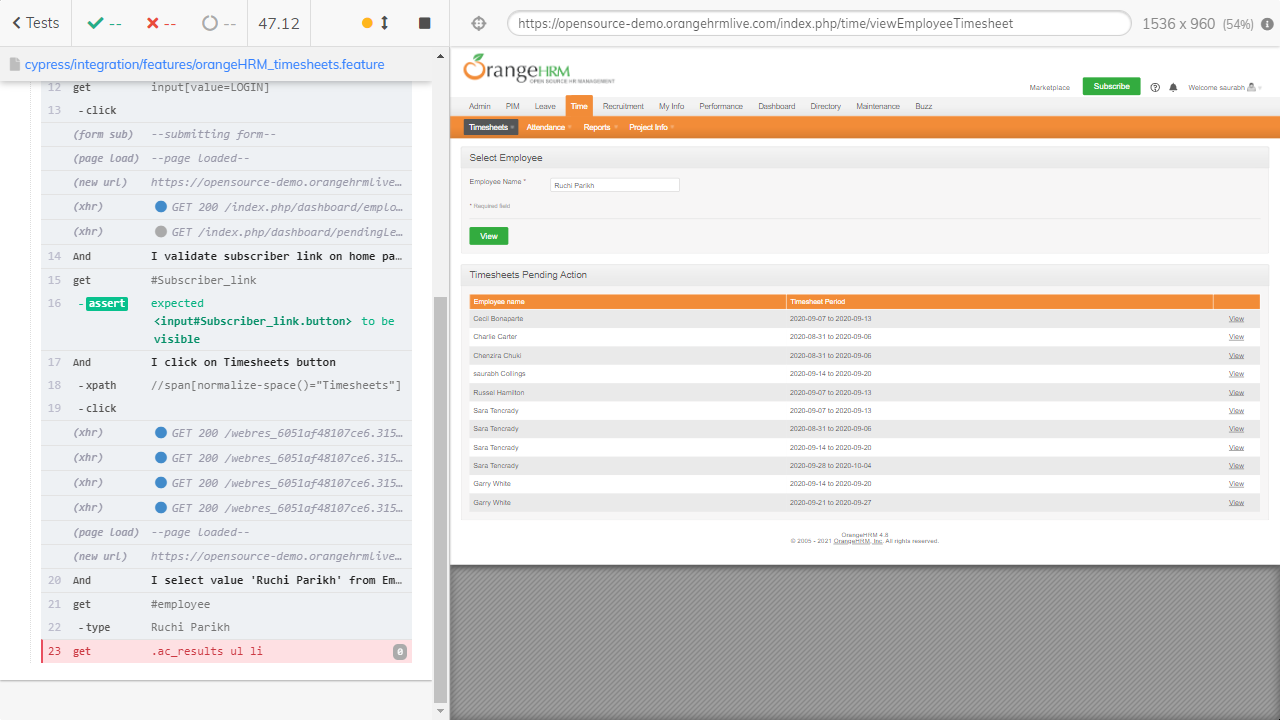 Tests
--
--
--
47.12
https://opensource-demo.orangehrmlive.com/index.php/time/viewEmployeeTimesheet
1536 x 960 (54%)
cypress/integration/features/orangeHRM_timesheets.feature
12 get input[value=LOGIN]
13 -click
(form sub) --submitting form--
(page load) --page loaded--
(new url) https://opensource-demo.orangehrmlive…
(xhr) GET 200 /index.php/dashboard/emplo…
(xhr) GET /index.php/dashboard/pendingLe…
14 And I validate subscriber link on home pa…
15 get #Subscriber_link
16 -assert expected
<input#Subscriber_link.button> to be
visible
17 And I click on Timesheets button
18 -xpath //span[normalize-space()="Timesheets"]
19 -click
(xhr) GET 200 /webres_6051af48107ce6.315…
(xhr) GET 200 /webres_6051af48107ce6.315…
(xhr) GET 200 /webres_6051af48107ce6.315…
(xhr) GET 200 /webres_6051af48107ce6.315…
(page load) --page loaded--
(new url) https://opensource-demo.orangehrmlive…
20 And I select value 'Ruchi Parikh' from Em…
21 get #employee
22 -type Ruchi Parikh
23 get .ac_results ul li 0
OrangeHRM
OPEN SOURCE HR MANAGEMENT
Marketplace Subscribe Welcome saurabh
Admin PIM Leave Time Recruitment My Info Performance Dashboard Directory Maintenance Buzz
Timesheets Attendance Reports Project Info
Select Employee
Employee Name * Ruchi Parikh
* Required field
View
Timesheets Pending Action
Employee name Timesheet Period
Cecil Bonaparte 2020-09-07 to 2020-09-13 View
Charlie Carter 2020-08-31 to 2020-09-06 View
Chenzira Chuki 2020-08-31 to 2020-09-06 View
saurabh Collings 2020-09-14 to 2020-09-20 View
Russel Hamilton 2020-09-07 to 2020-09-13 View
Sara Tencrady 2020-09-07 to 2020-09-13 View
Sara Tencrady 2020-08-31 to 2020-09-06 View
Sara Tencrady 2020-09-14 to 2020-09-20 View
Sara Tencrady 2020-09-28 to 2020-10-04 View
Garry White 2020-09-14 to 2020-09-20 View
Garry White 2020-09-21 to 2020-09-27 View
OrangeHRM 4.8
© 2005 - 2021 OrangeHRM, Inc. All rights reserved.